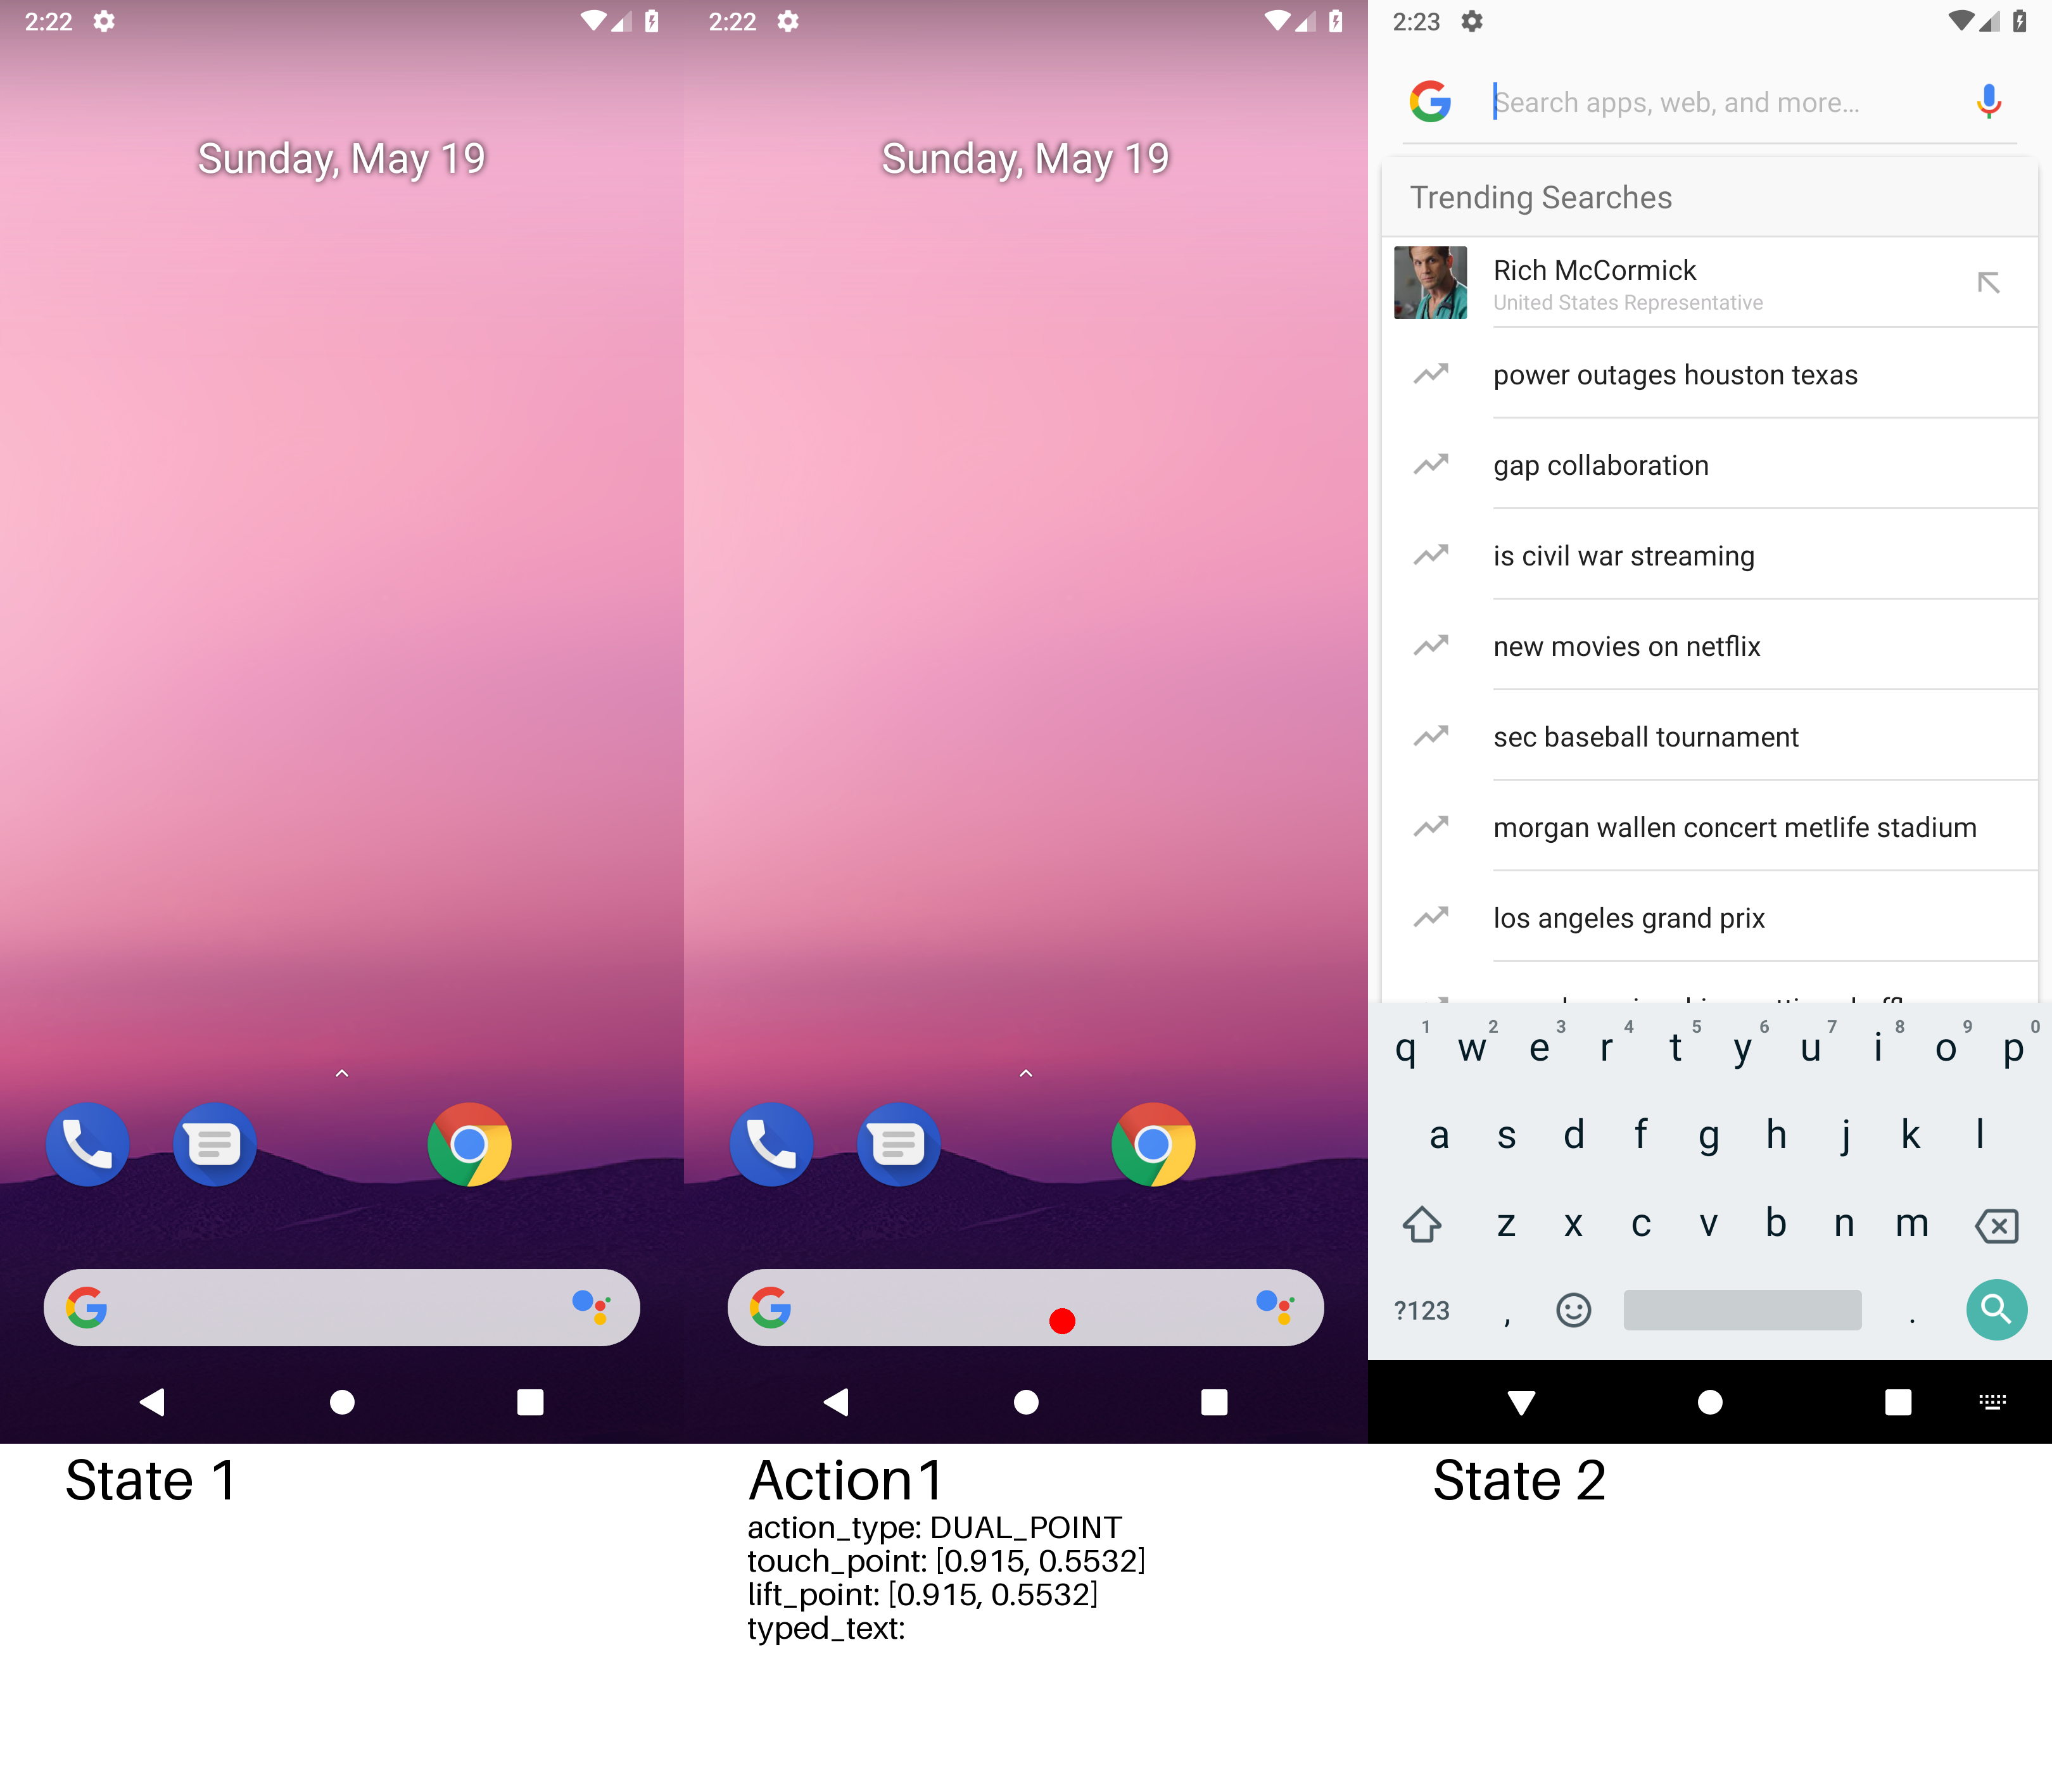 2:22
Sunday, May 19
2:22
Sunday, May 19
2:23
Search apps, web, and more...
Trending Searches
Rich McCormick
United States Representative
power outages houston texas
gap collaboration
is civil war streaming
new movies on netflix
sec baseball tournament
morgan wallen concert metlife stadium
los angeles grand prix
1 2 3 4 5 6 7 8 9 0
q w e r t y u i o p
a s d f g h j k l
z x c v b n m
?123 , .
State 1
Action1
action_type: DUAL_POINT
touch_point: [0.915, 0.5532]
lift_point: [0.915, 0.5532]
typed_text:
State 2